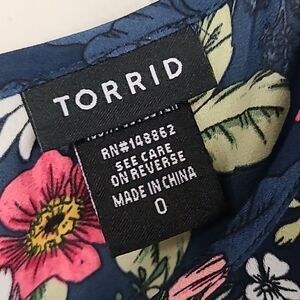 TORRID
RN#148862
SEE CARE
ON REVERSE
MADE IN CHINA
0